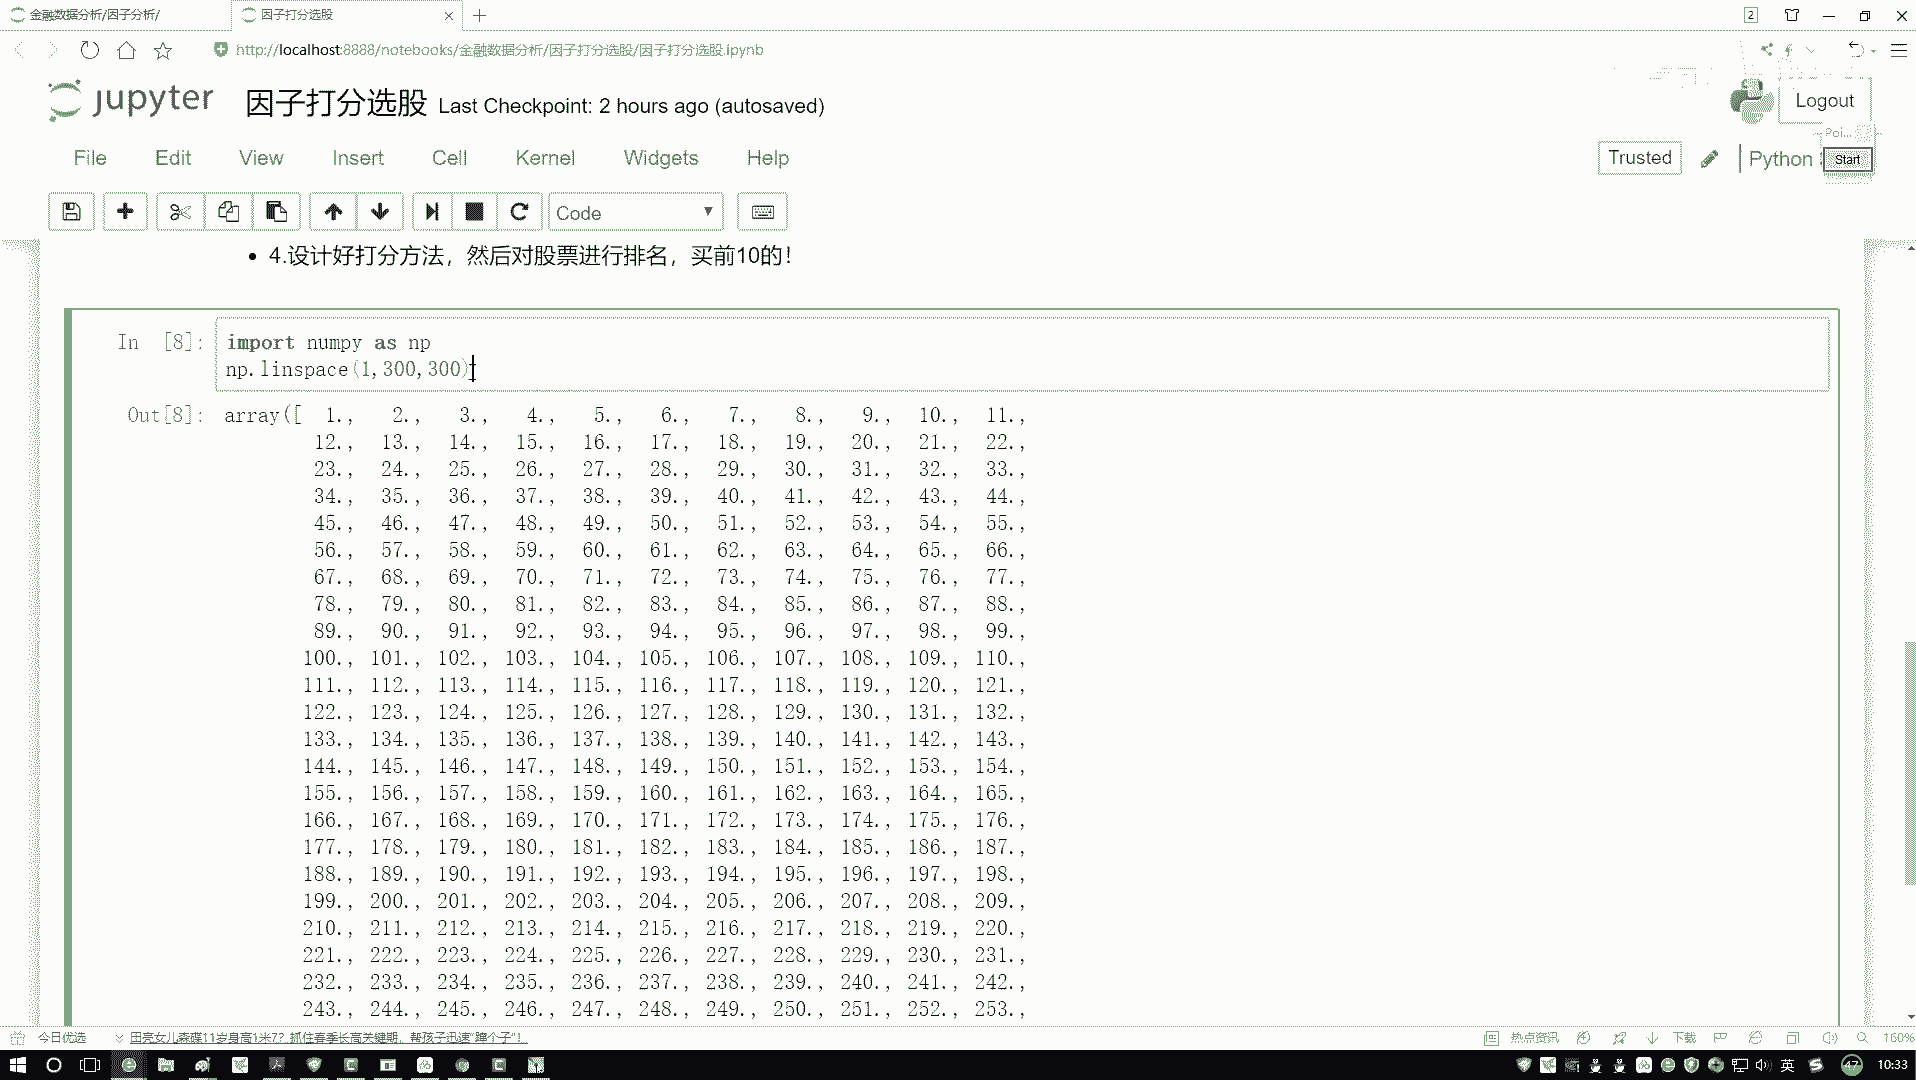 金融数据分析/因子分析/
因子打分选股
2
http://localhost:8888/notebooks/金融数据分析/因子打分选股/因子打分选股.ipynb
jupyter 因子打分选股 Last Checkpoint: 2 hours ago (autosaved)
Logout
Poi...
File Edit View Insert Cell Kernel Widgets Help
Trusted Python Start
Code
4.设计好打分方法，然后对股票进行排名，买前10的！
In [8]: import numpy as np
np.linspace(1,300,300)
Out[8]: array([ 1., 2., 3., 4., 5., 6., 7., 8., 9., 10., 11.,
12., 13., 14., 15., 16., 17., 18., 19., 20., 21., 22.,
23., 24., 25., 26., 27., 28., 29., 30., 31., 32., 33.,
34., 35., 36., 37., 38., 39., 40., 41., 42., 43., 44.,
45., 46., 47., 48., 49., 50., 51., 52., 53., 54., 55.,
56., 57., 58., 59., 60., 61., 62., 63., 64., 65., 66.,
67., 68., 69., 70., 71., 72., 73., 74., 75., 76., 77.,
78., 79., 80., 81., 82., 83., 84., 85., 86., 87., 88.,
89., 90., 91., 92., 93., 94., 95., 96., 97., 98., 99.,
100., 101., 102., 103., 104., 105., 106., 107., 108., 109., 110.,
111., 112., 113., 114., 115., 116., 117., 118., 119., 120., 121.,
122., 123., 124., 125., 126., 127., 128., 129., 130., 131., 132.,
133., 134., 135., 136., 137., 138., 139., 140., 141., 142., 143.,
144., 145., 146., 147., 148., 149., 150., 151., 152., 153., 154.,
155., 156., 157., 158., 159., 160., 161., 162., 163., 164., 165.,
166., 167., 168., 169., 170., 171., 172., 173., 174., 175., 176.,
177., 178., 179., 180., 181., 182., 183., 184., 185., 186., 187.,
188., 189., 190., 191., 192., 193., 194., 195., 196., 197., 198.,
199., 200., 201., 202., 203., 204., 205., 206., 207., 208., 209.,
210., 211., 212., 213., 214., 215., 216., 217., 218., 219., 220.,
221., 222., 223., 224., 225., 226., 227., 228., 229., 230., 231.,
232., 233., 234., 235., 236., 237., 238., 239., 240., 241., 242.,
243., 244., 245., 246., 247., 248., 249., 250., 251., 252., 253.,
今日优选 田亮女儿森碟11岁身高1米7？抓住春季长高关键期，帮孩子迅速“蹿个子”！ 热点资讯 下载 160%
英 47 10:33